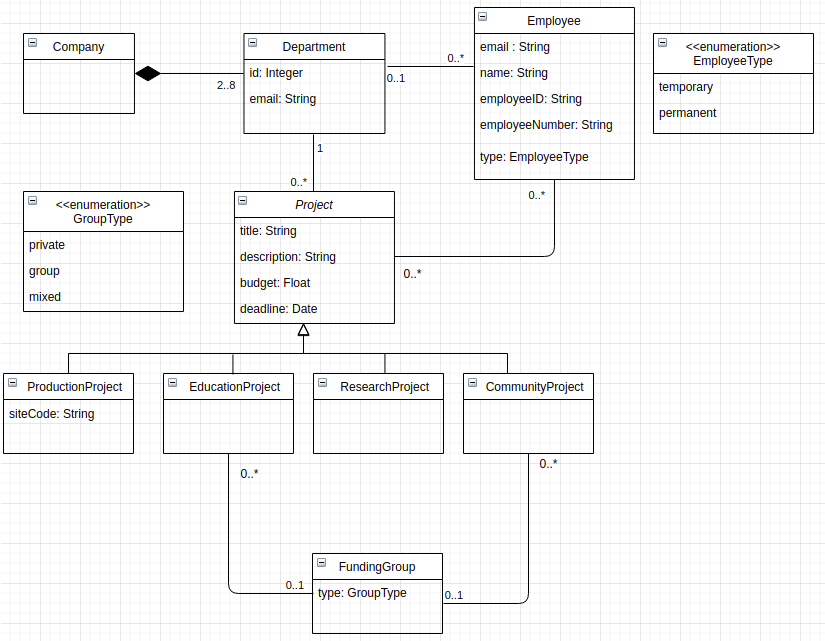 Company
2..8
Department
id: Integer
email: String
0..*
0..1
Employee
email : String
name: String
employeeID: String
employeeNumber: String
type: EmployeeType
<<enumeration>>
EmployeeType
temporary
permanent
1
0..*
0..*
0..*
<<enumeration>>
GroupType
private
group
mixed
Project
title: String
description: String
budget: Float
deadline: Date
ProductionProject
siteCode: String
EducationProject
ResearchProject
CommunityProject
0..*
0..*
0..1
0..1
FundingGroup
type: GroupType